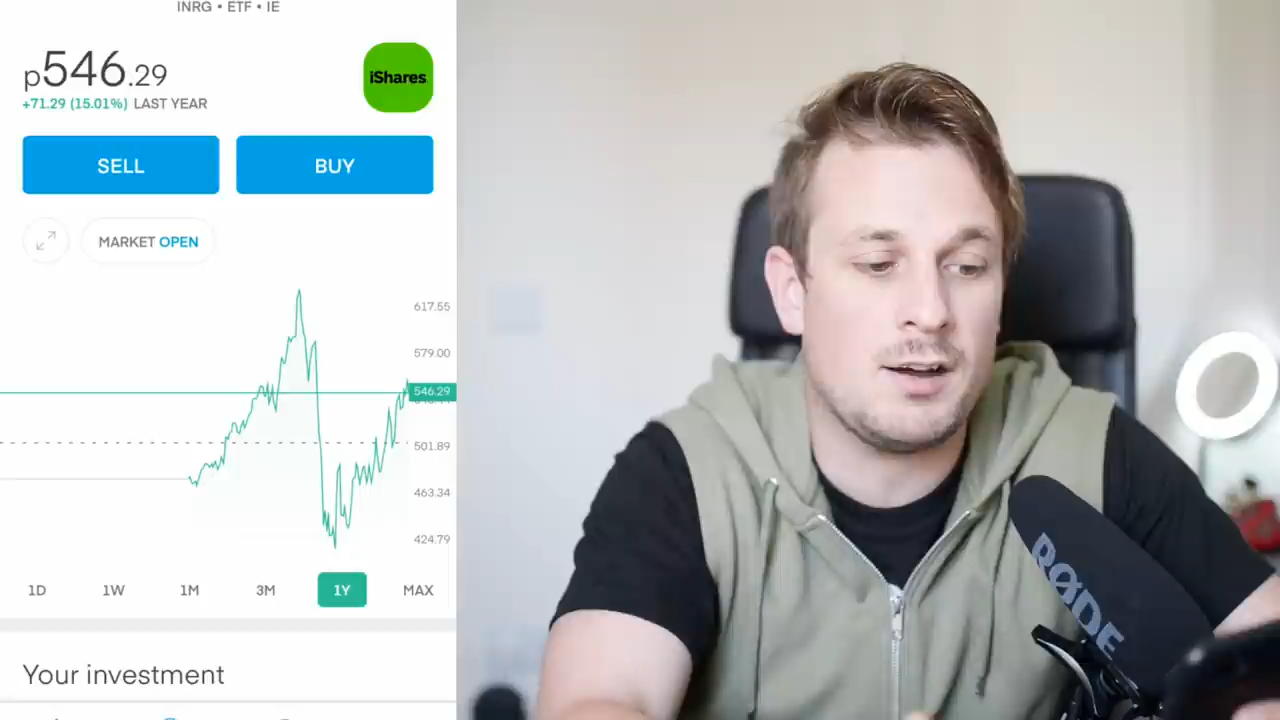 INRG • ETF • IE
p546.29
iShares
+71.29 (15.01%) LAST YEAR
SELL
BUY
MARKET OPEN
617.55
579.00
546.29
501.89
463.34
424.79
1D
1W
1M
3M
1Y
MAX
Your investment
RØDE